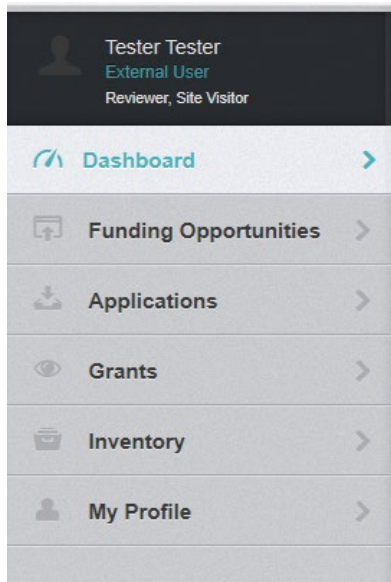 Tester Tester
External User
Reviewer, Site Visitor
Dashboard
Funding Opportunities
Applications
Grants
Inventory
My Profile